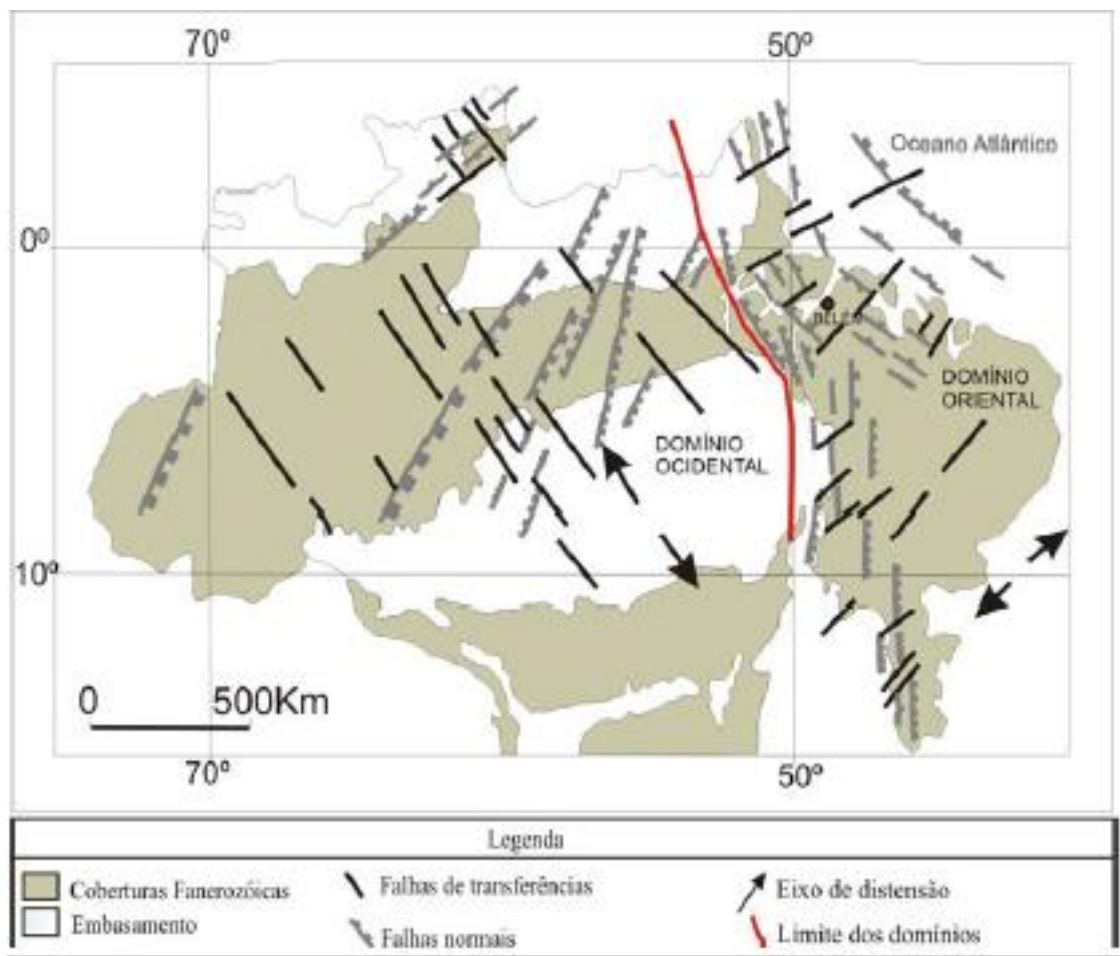 70º 50º
Oceano Atlântico
0º
BELÉM
DOMÍNIO
ORIENTAL
DOMÍNIO
OCIDENTAL
10º
0 500Km
70º 50º
Legenda
Coberturas Fanerozóicas
Falhas de transferências
Eixo de distensão
Embasamento
Falhas normais
Limite dos domínios